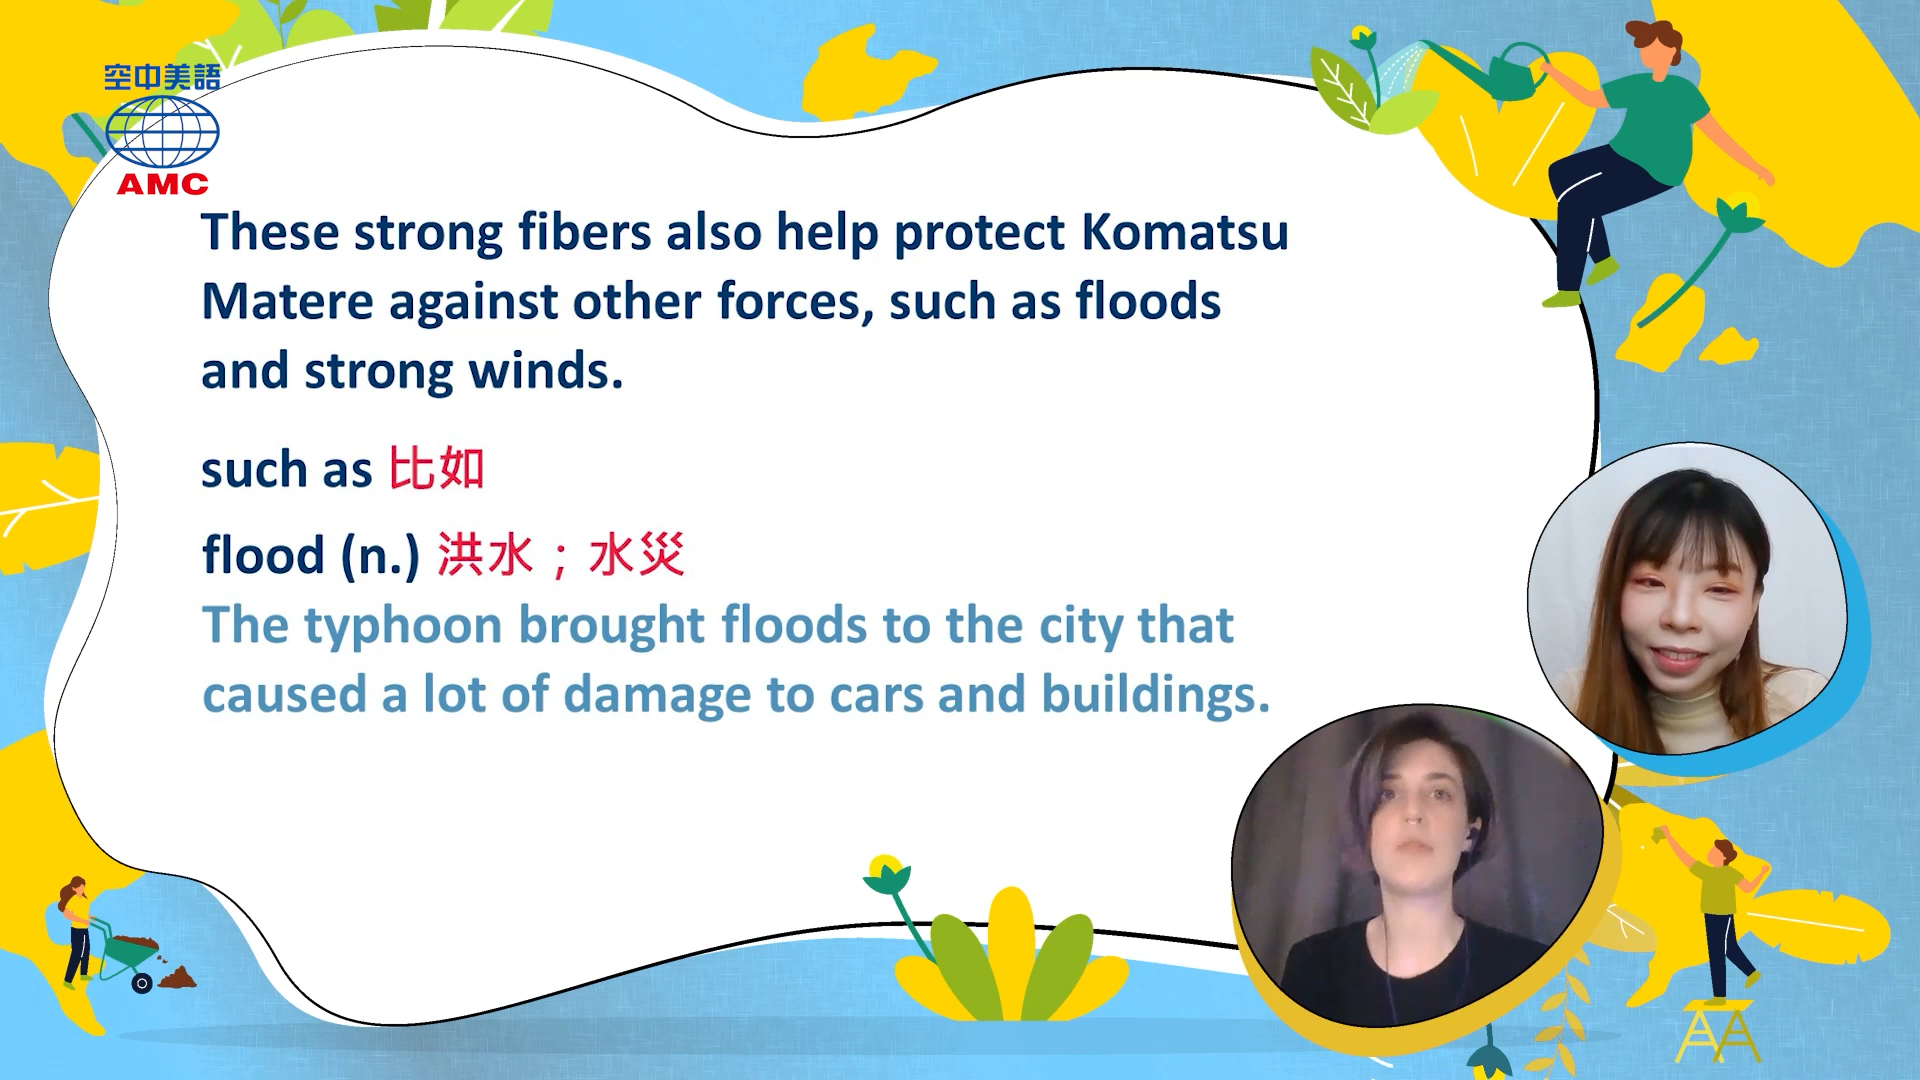 空中美語
AMC
These strong fibers also help protect Komatsu
Matere against other forces, such as floods
and strong winds.
such as 比如
flood (n.) 洪水；水災
The typhoon brought floods to the city that
caused a lot of damage to cars and buildings.